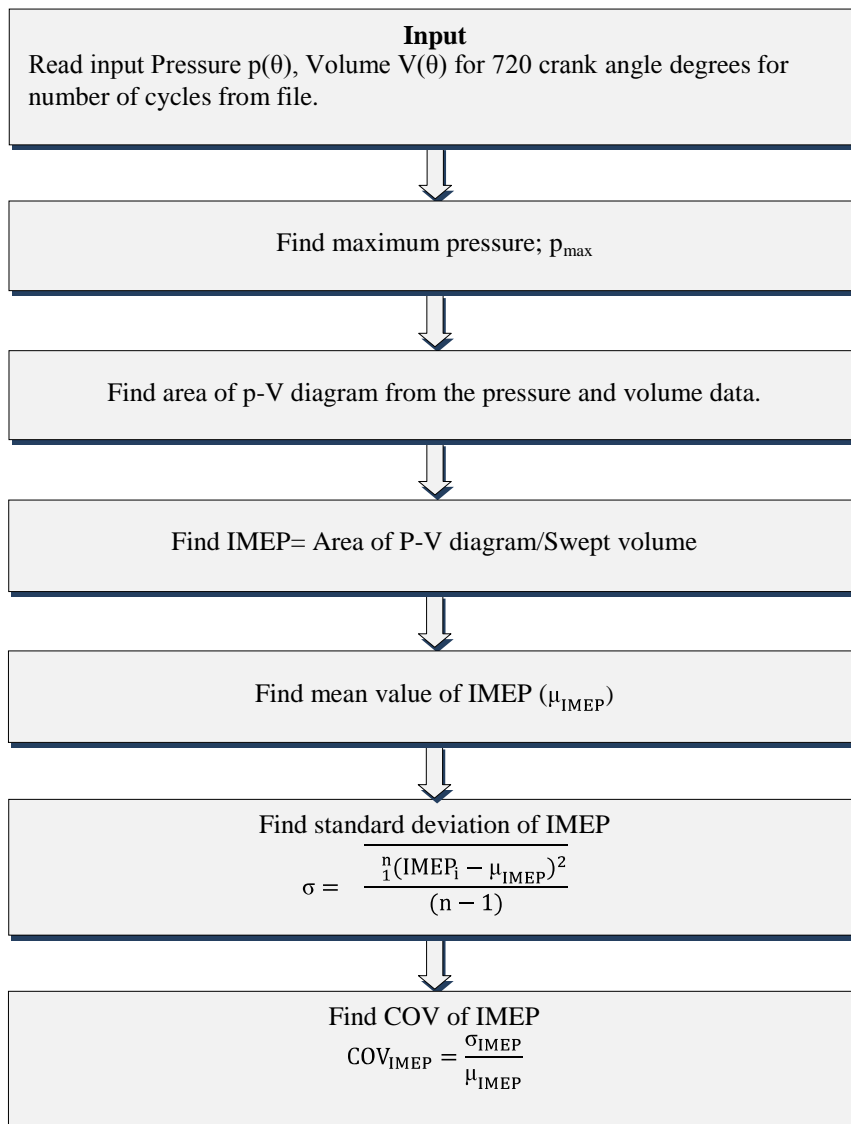 Input
Read input Pressure p(θ), Volume V(θ) for 720 crank angle degrees for
number of cycles from file.
Find maximum pressure; pmax
Find area of p-V diagram from the pressure and volume data.
Find IMEP= Area of P-V diagram/Swept volume
Find mean value of IMEP (μIMEP)
Find standard deviation of IMEP
σ = n1(IMEPi − μIMEP)2
(n − 1)
Find COV of IMEP
COVIMEP = σIMEP
μIMEP